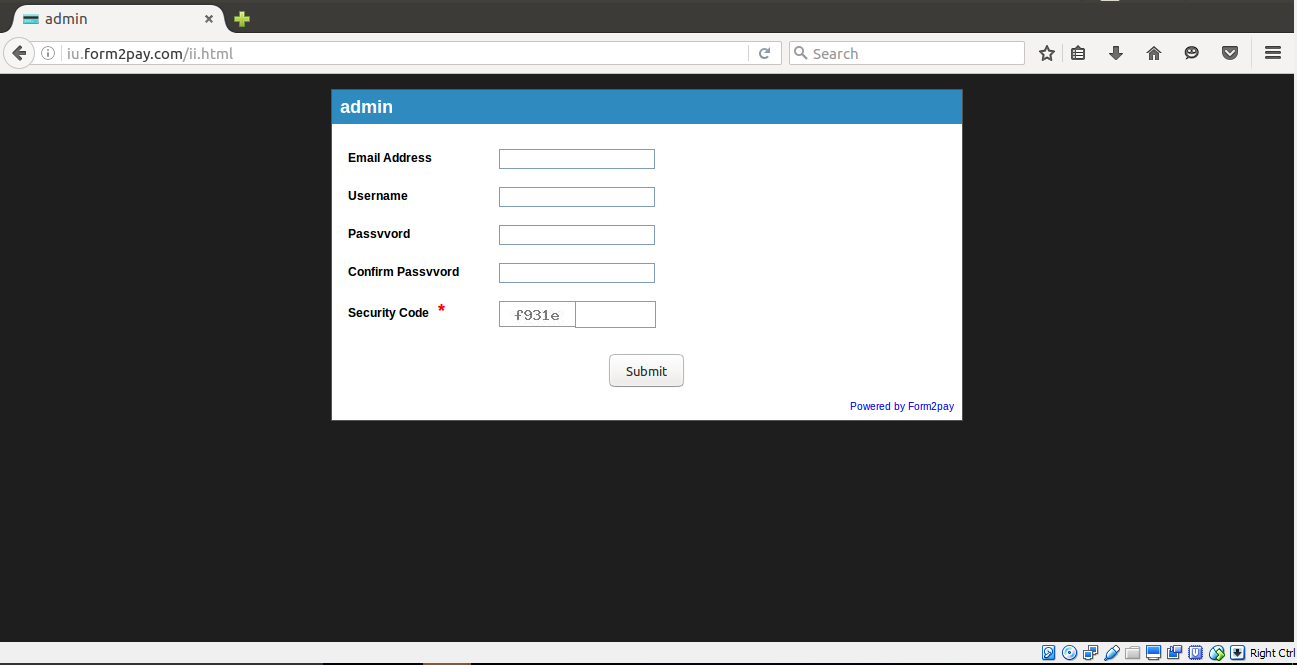 admin
iu.form2pay.com/ii.html
Search
admin
Email Address
Username
Passvvord
Confirm Passvvord
Security Code *
f931e
Submit
Powered by Form2pay
Right Ctrl